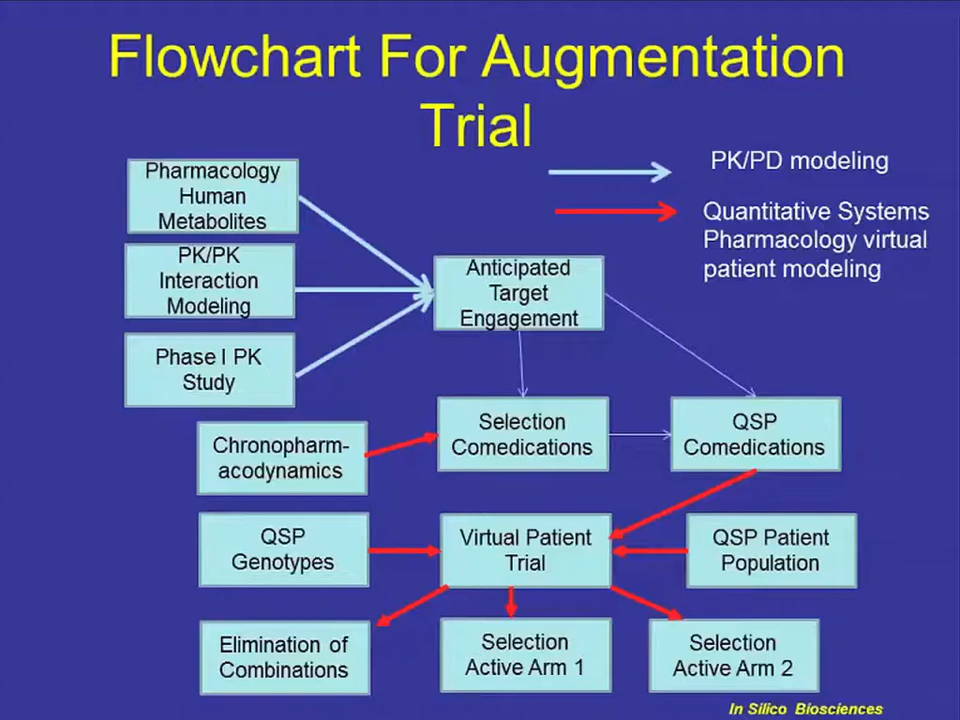 Flowchart For Augmentation
Trial
Pharmacology
Human
Metabolites
PK/PD modeling
Quantitative Systems
Pharmacology virtual
patient modeling
PK/PK
Interaction
Modeling
Anticipated
Target
Engagement
Phase I PK
Study
Chronopharm-
acodynamics
Selection
Comedications
QSP
Comedications
QSP
Genotypes
Virtual Patient
Trial
QSP Patient
Population
Elimination of
Combinations
Selection
Active Arm 1
Selection
Active Arm 2
In Silico Biosciences